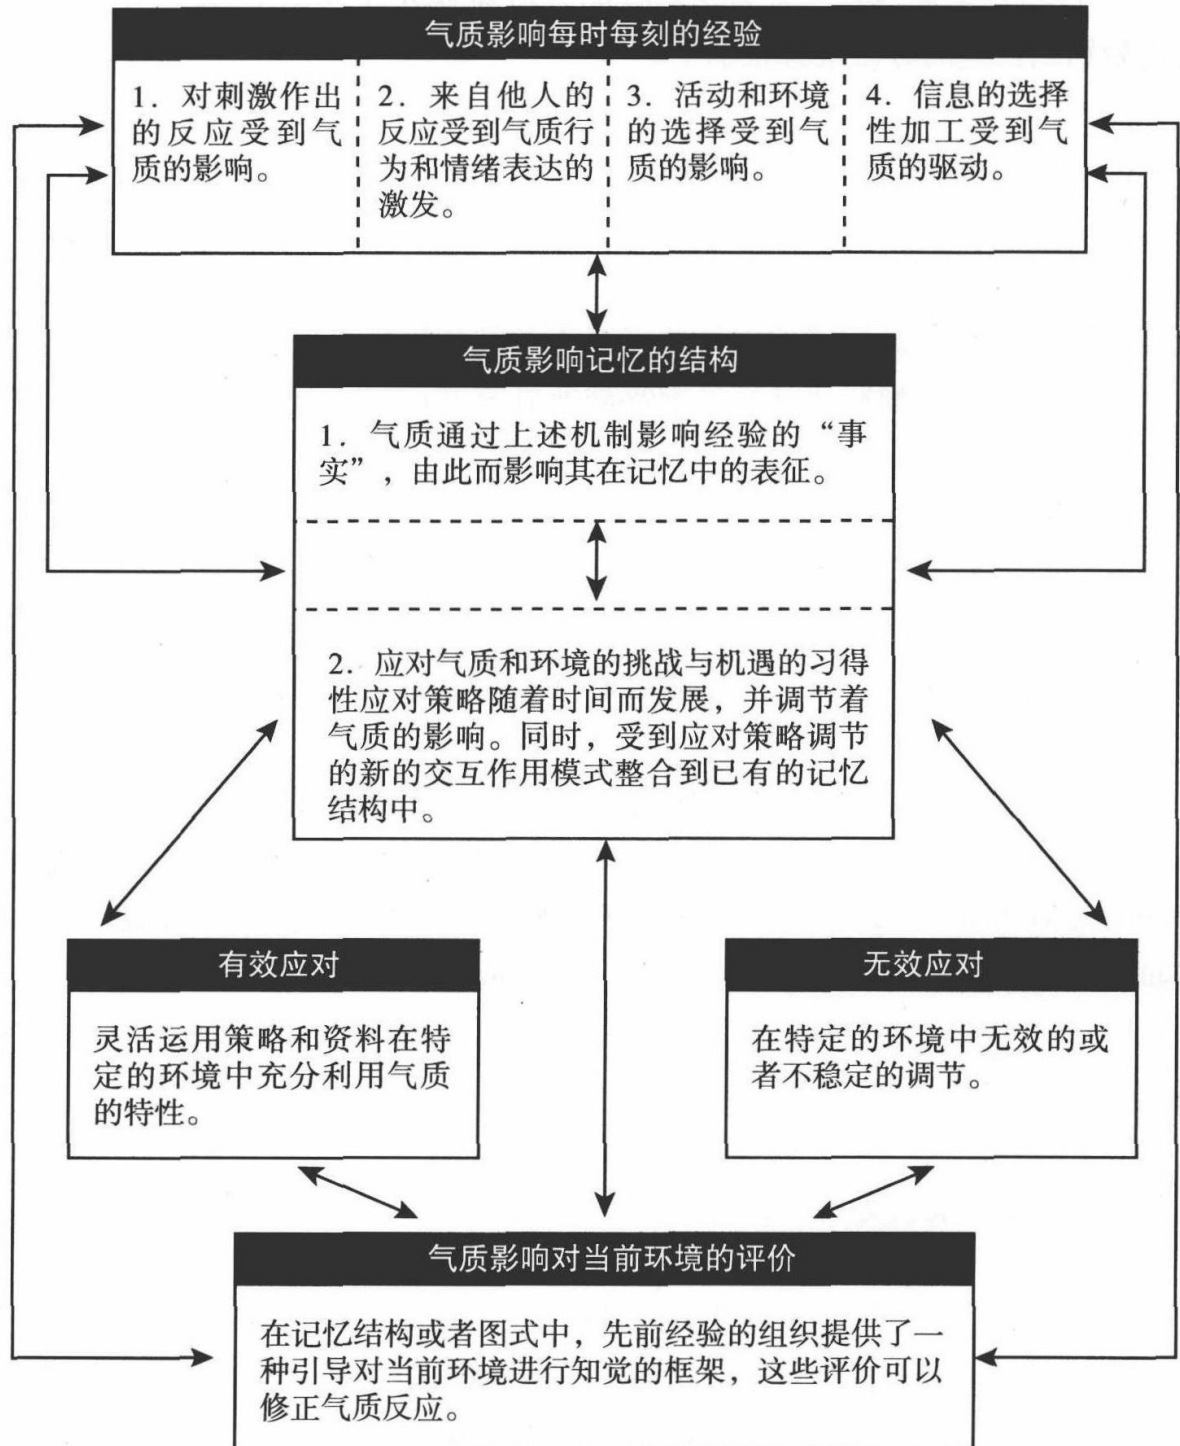 气质影响每时每刻的经验
1. 对刺激作出
的反应受到气
质的影响。
2. 来自他人的
反应受到气质行
为和情绪表达的
激发。
3. 活动和环境
的选择受到气
质的影响。
4. 信息的选择
性加工受到气
质的驱动。
气质影响记忆的结构
1. 气质通过上述机制影响经验的“事
实”，由此而影响其在记忆中的表征。
2. 应对气质和环境的挑战与机遇的习得
性应对策略随着时间而发展，并调节着
气质的影响。同时，受到应对策略调节
的新的交互作用模式整合到已有的记忆
结构中。
有效应对
灵活运用策略和资料在特
定的环境中充分利用气质
的特性。
无效应对
在特定的环境中无效的或
者不稳定的调节。
气质影响对当前环境的评价
在记忆结构或者图式中，先前经验的组织提供了一
种引导对当前环境进行知觉的框架，这些评价可以
修正气质反应。